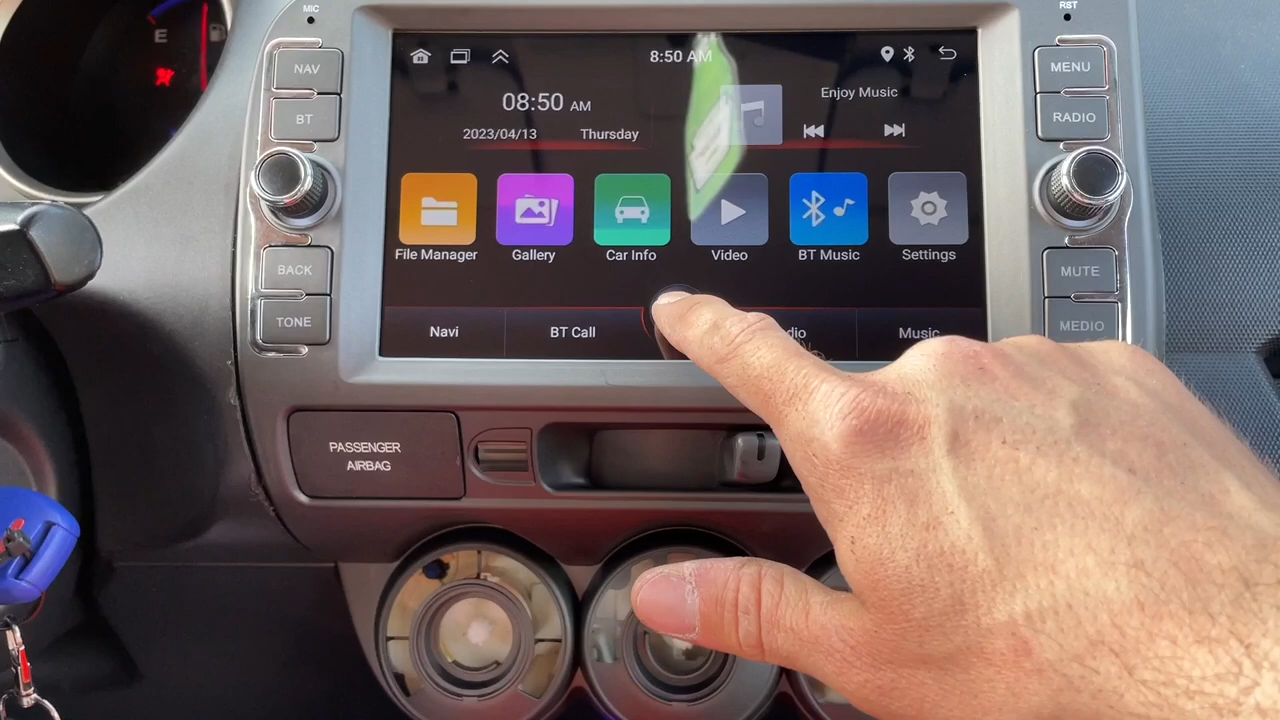 MIC
RST
E
NAV
BT
BACK
TONE
8:50 AM
08:50 AM
2023/04/13 Thursday
Enjoy Music
File Manager
Gallery
Car Info
Video
BT Music
Settings
Navi
BT Call
Music
MENU
RADIO
MUTE
MEDIO
PASSENGER
AIRBAG